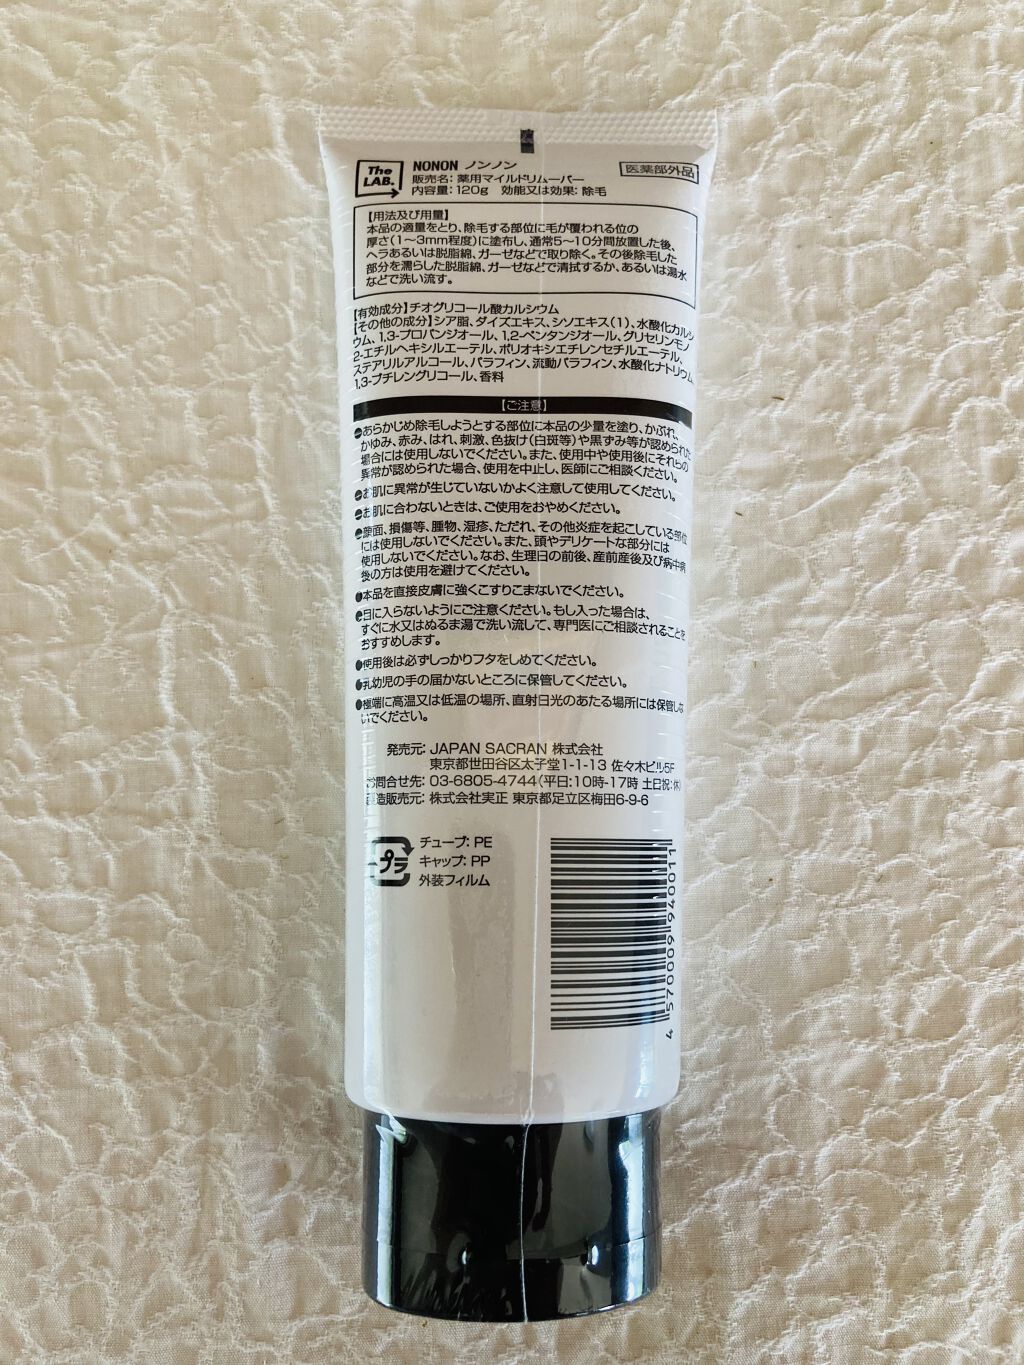 The LAB.
NONON ノンノン
医薬部外品
販売名: 薬用マイルドリムーバー
内容量: 120g 効能又は効果: 除毛
【用法及び用量】
本品の適量をとり、除毛する部位に毛が覆われる位の
厚さ(1〜3mm程度)に塗布し、通常5〜10分間放置した後、
ヘラあるいは脱脂綿、ガーゼなどで取り除く。その後除毛した
部分を濡らした脱脂綿、ガーゼなどで清拭するか、あるいは湯水
などで洗い流す。
【有効成分】チオグリコール酸カルシウム
【その他の成分】シア脂、ダイズエキス、シソエキス(1)、水酸化カルシ
ウム、1,3-プロパンジオール、1,2-ペンタンジオール、グリセリンモノ
2-エチルヘキシルエーテル、ポリオキシエチレンセチルエーテル、
ステアリルアルコール、パラフィン、流動パラフィン、水酸化ナトリウム、
1,3-ブチレングリコール、香料
【ご注意】
●あらかじめ除毛しようとする部位に本品の少量を塗り、かぶれ、
かゆみ、赤み、はれ、刺激、色抜け(白斑等)や黒ずみ等が認められた
場合には使用しないでください。また、使用中や使用後にそれらの
異常が認められた場合、使用を中止し、医師にご相談ください。
●お肌に異常が生じていないかよく注意して使用してください。
●お肌に合わないときは、ご使用をおやめください。
●顔面、損傷等、腫物、湿疹、ただれ、その他炎症を起こしている部位
には使用しないでください。また、頭やデリケートな部分には
使用しないでください。なお、生理日の前後、産前産後及び病中病
後の方は使用を避けてください。
●本品を直接皮膚に強くこすりこまないでください。
●目に入らないようにご注意ください。もし入った場合は、
すぐに水又はぬるま湯で洗い流して、専門医にご相談されることを
おすすめします。
●使用後は必ずしっかりフタをしめてください。
●乳幼児の手の届かないところに保管してください。
●極端に高温又は低温の場所、直射日光のあたる場所には保管しな
いでください。
発売元: JAPAN SACRAN 株式会社
東京都世田谷区太子堂1-1-13 佐々木ビル5F
お問合せ先: 03-6805-4744(平日:10時-17時 土日祝:休)
製造販売元: 株式会社実正 東京都足立区梅田6-9-6
プラ
チューブ: PE
キャップ: PP
外装フィルム
4 570009 940011